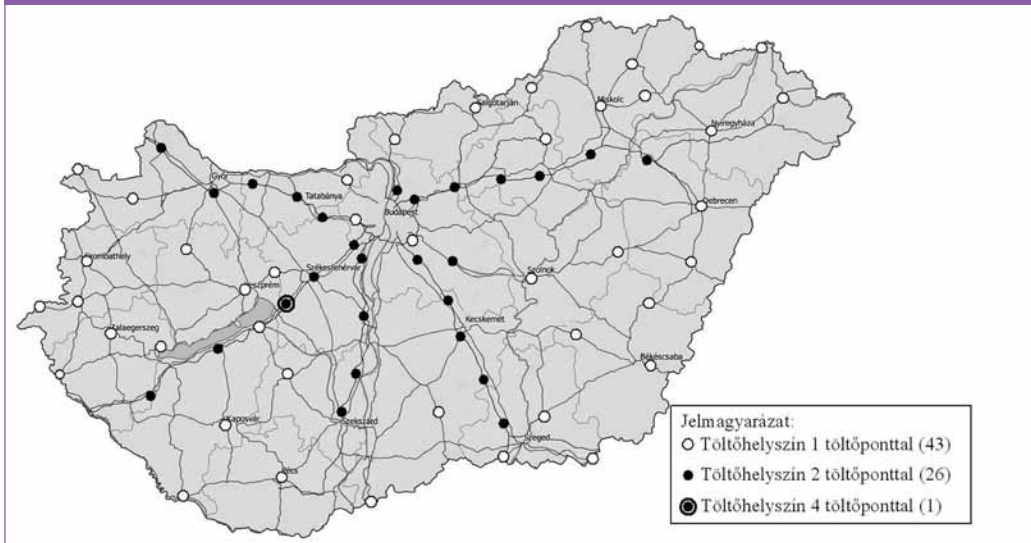 Salgótarján
Miskolc
Nyíregyháza
Győr
Tatabánya
Budapest
Debrecen
Szombathely
Székesfehérvár
Veszprém
Szolnok
Zalaegerszeg
Kecskemét
Békéscsaba
Kaposvár
Szekszárd
Szeged
Pécs
Jelmagyarázat:
Töltőhelyszín 1 töltőponttal (43)
Töltőhelyszín 2 töltőponttal (26)
Töltőhelyszín 4 töltőponttal (1)